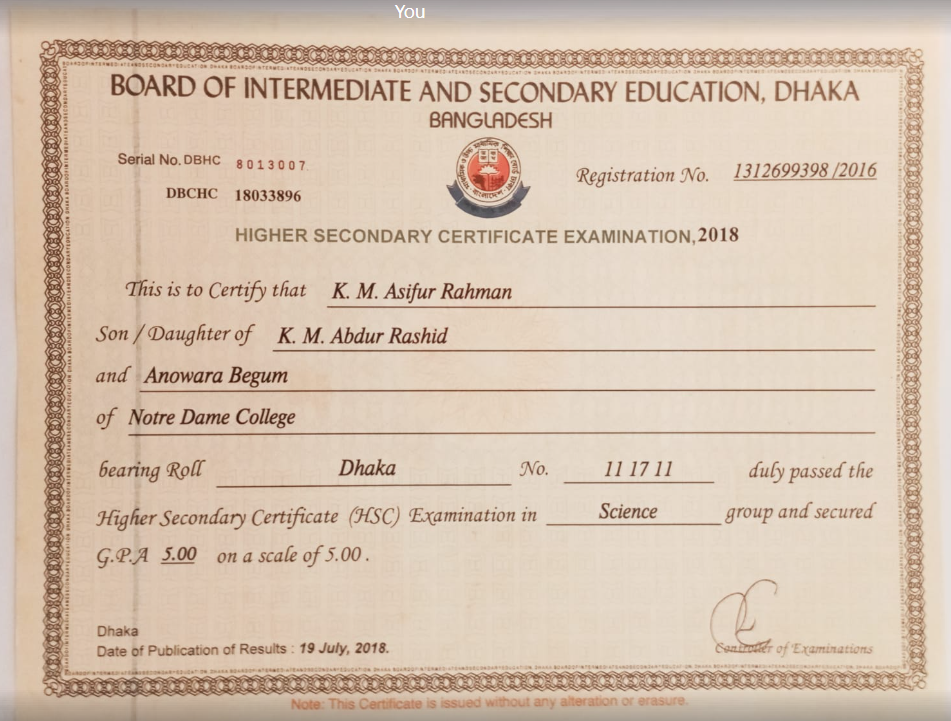 You
BOARD OF INTERMEDIATE AND SECONDARY EDUCATION, DHAKA
BANGLADESH
Serial No. DBHC 8013007
Registration No. 1312699398 /2016
DBCHC 18033896
HIGHER SECONDARY CERTIFICATE EXAMINATION, 2018
This is to Certify that K. M. Asifur Rahman
Son / Daughter of K. M. Abdur Rashid
and Anowara Begum
of Notre Dame College
bearing Roll Dhaka No. 11 17 11 duly passed the
Higher Secondary Certificate (HSC) Examination in Science group and secured
G.P.A 5.00 on a scale of 5.00 .
Dhaka
Date of Publication of Results : 19 July, 2018.
Controller of Examinations
Note: This Certificate is issued without any alteration or erasure.